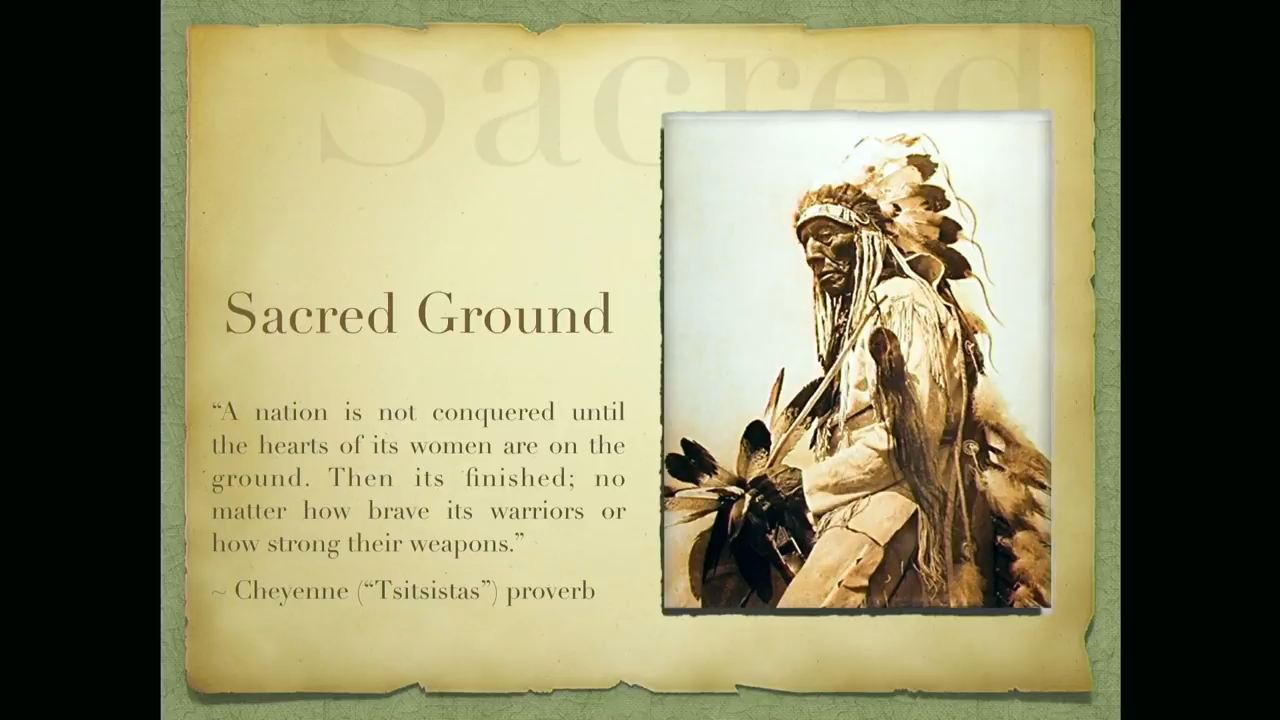 Sacred
Sacred Ground
“A nation is not conquered until
the hearts of its women are on the
ground. Then its finished; no
matter how brave its warriors or
how strong their weapons.”
~ Cheyenne (“Tsitsistas”) proverb